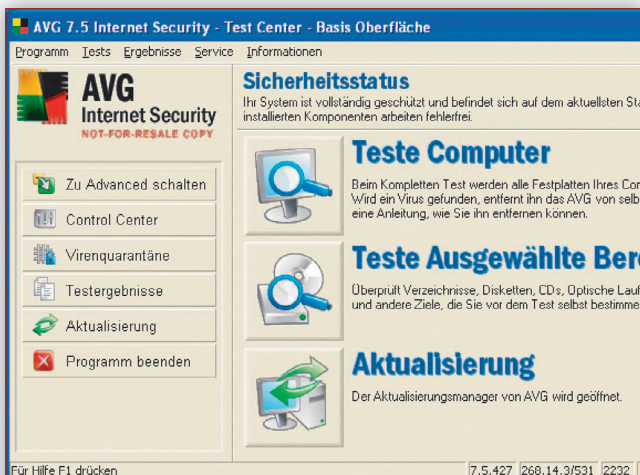 AVG 7.5 Internet Security - Test Center - Basis Oberfläche
Programm Tests Ergebnisse Service Informationen
AVG
Internet Security
NOT-FOR-RESALE COPY
Zu Advanced schalten
Control Center
Virenquarantäne
Testergebnisse
Aktualisierung
Programm beenden
Sicherheitsstatus
Ihr System ist vollständig geschützt und befindet sich auf dem aktuellsten Sta
installierten Komponenten arbeiten fehlerfrei.
Teste Computer
Beim Kompletten Test werden alle Festplatten Ihres Com
Wird ein Virus gefunden, entfernt ihn das AVG von selb
eine Anleitung, wie Sie ihn entfernen können.
Teste Ausgewählte Ber
Überprüft Verzeichnisse, Disketten, CDs, Optische Lauf
und andere Ziele, die Sie vor dem Test selbst bestimme
Aktualisierung
Der Aktualisierungsmanager von AVG wird geöffnet.
Für Hilfe F1 drücken
7.5.427 268.14.3/531 2232